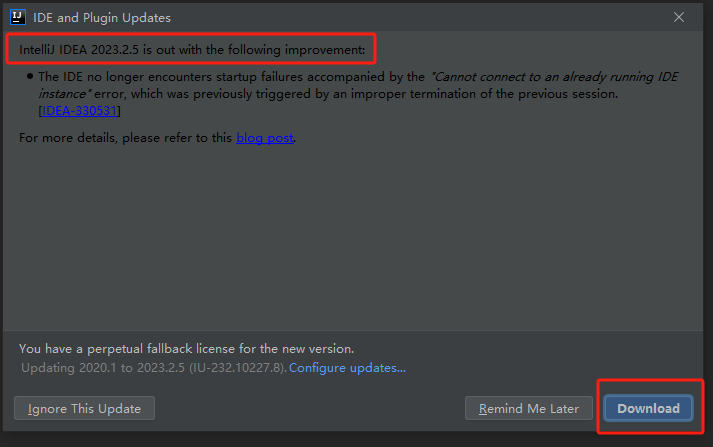 IJ
IDE and Plugin Updates
IntelliJ IDEA 2023.2.5 is out with the following improvement:
● The IDE no longer encounters startup failures accompanied by the "Cannot connect to an already running IDE
instance" error, which was previously triggered by an improper termination of the previous session.
[IDEA-330531]
For more details, please refer to this blog post.
You have a perpetual fallback license for the new version.
Updating 2020.1 to 2023.2.5 (IU-232.10227.8). Configure updates...
Ignore This Update
Remind Me Later
Download